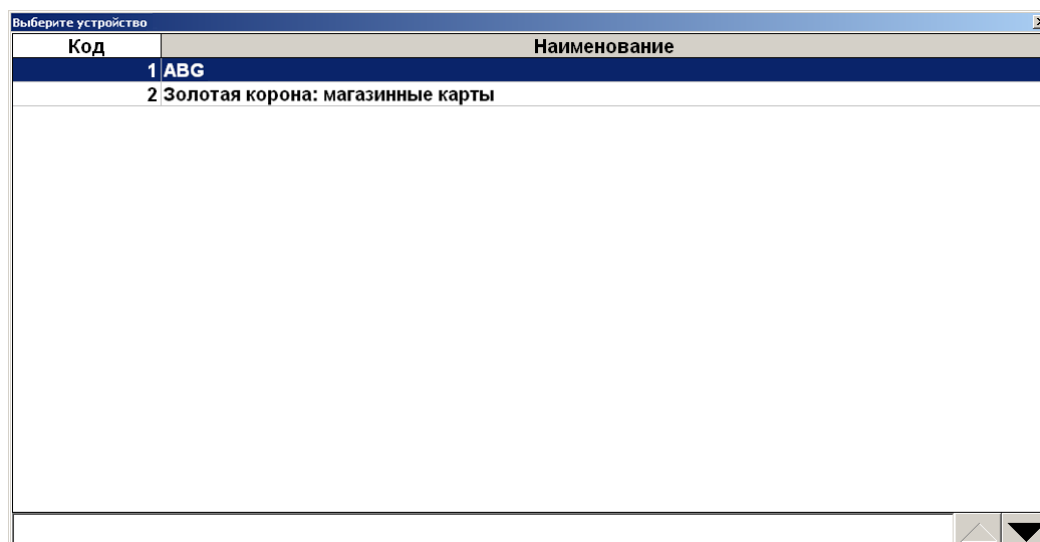 Выберите устройство
Код Наименование
1 ABG
2 Золотая корона: магазинные карты